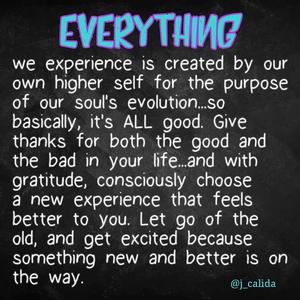 EVERYTHING
we experience is created by our
own higher self for the purpose
of our soul's evolution...so
basically, it's ALL good. Give
thanks for both the good and
the bad in your life...and with
gratitude, consciously choose
a new experience that feels
better to you. Let go of the
old, and get excited because
something new and better is on
the way.
@j_calida